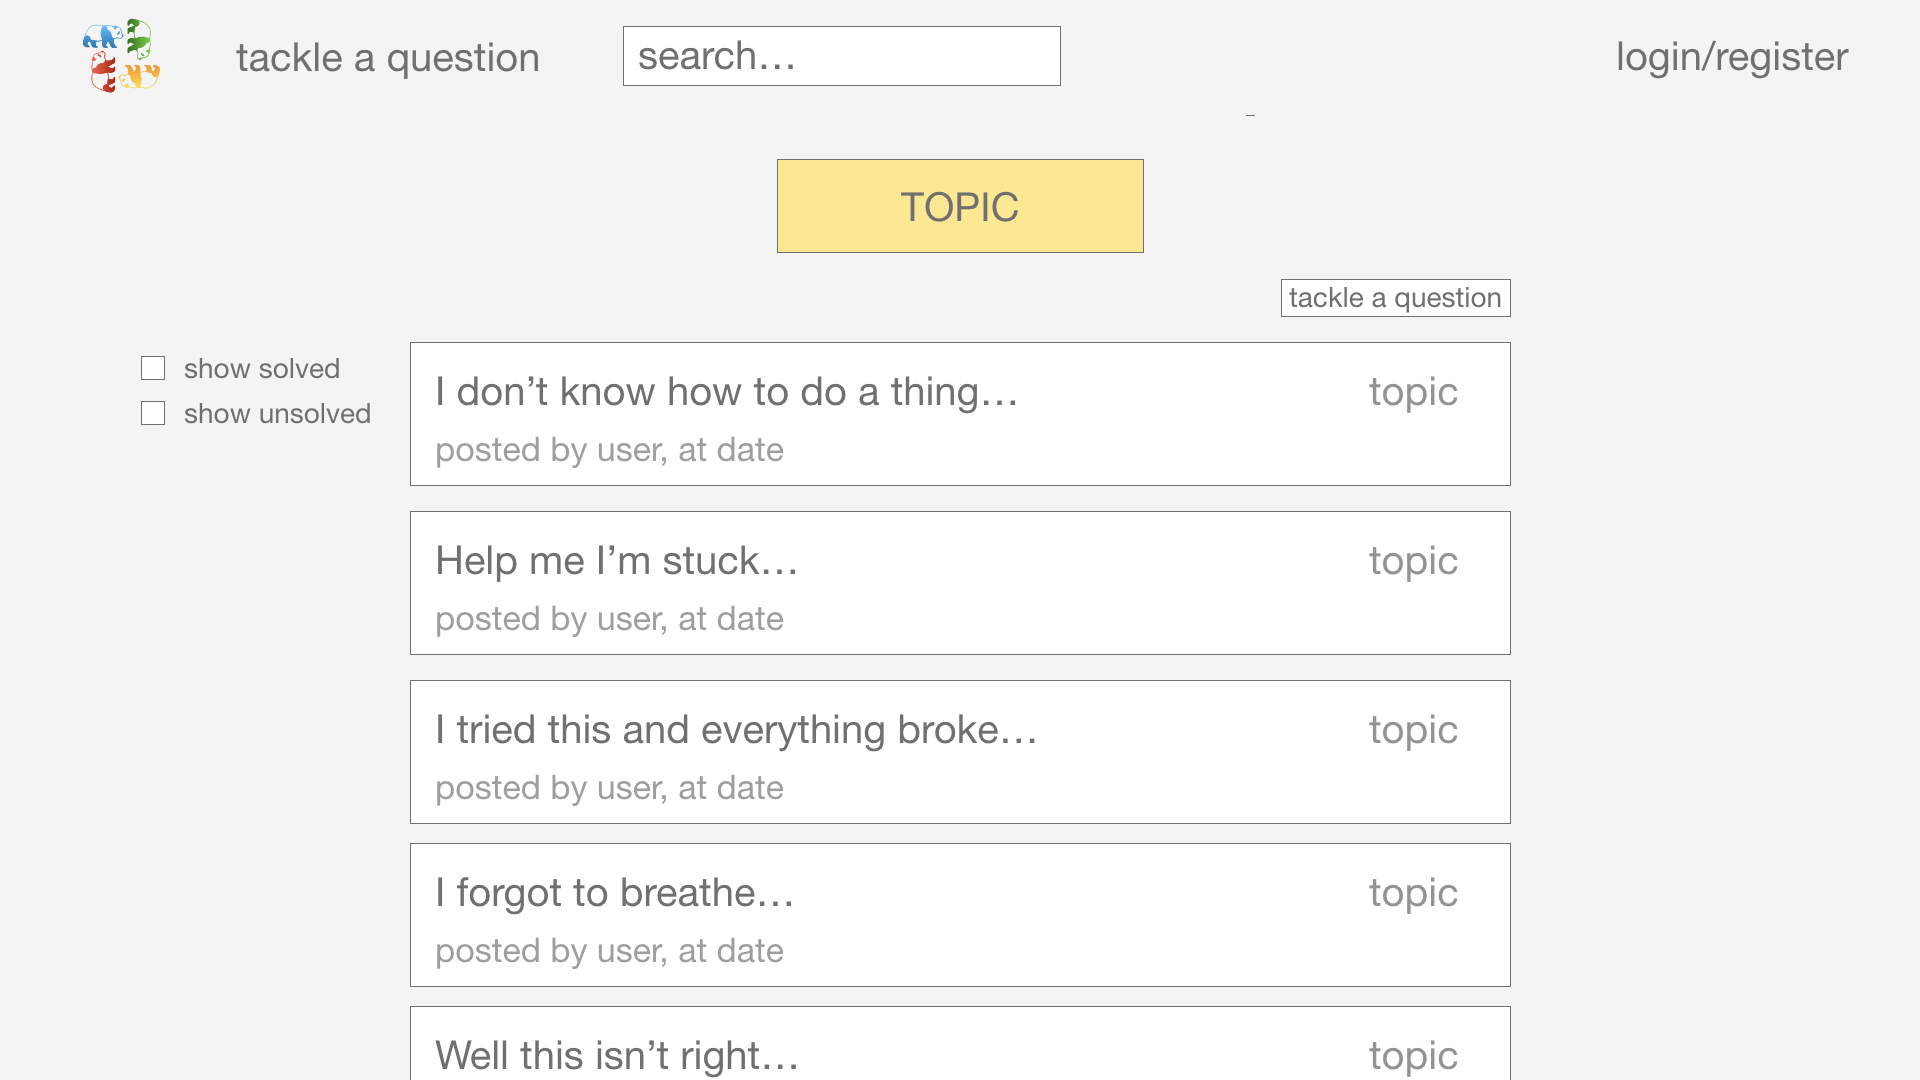 tackle a question
search…
login/register
TOPIC
tackle a question
show solved
show unsolved
I don’t know how to do a thing…
topic
posted by user, at date
Help me I’m stuck…
topic
posted by user, at date
I tried this and everything broke…
topic
posted by user, at date
I forgot to breathe…
topic
posted by user, at date
Well this isn’t right…
topic